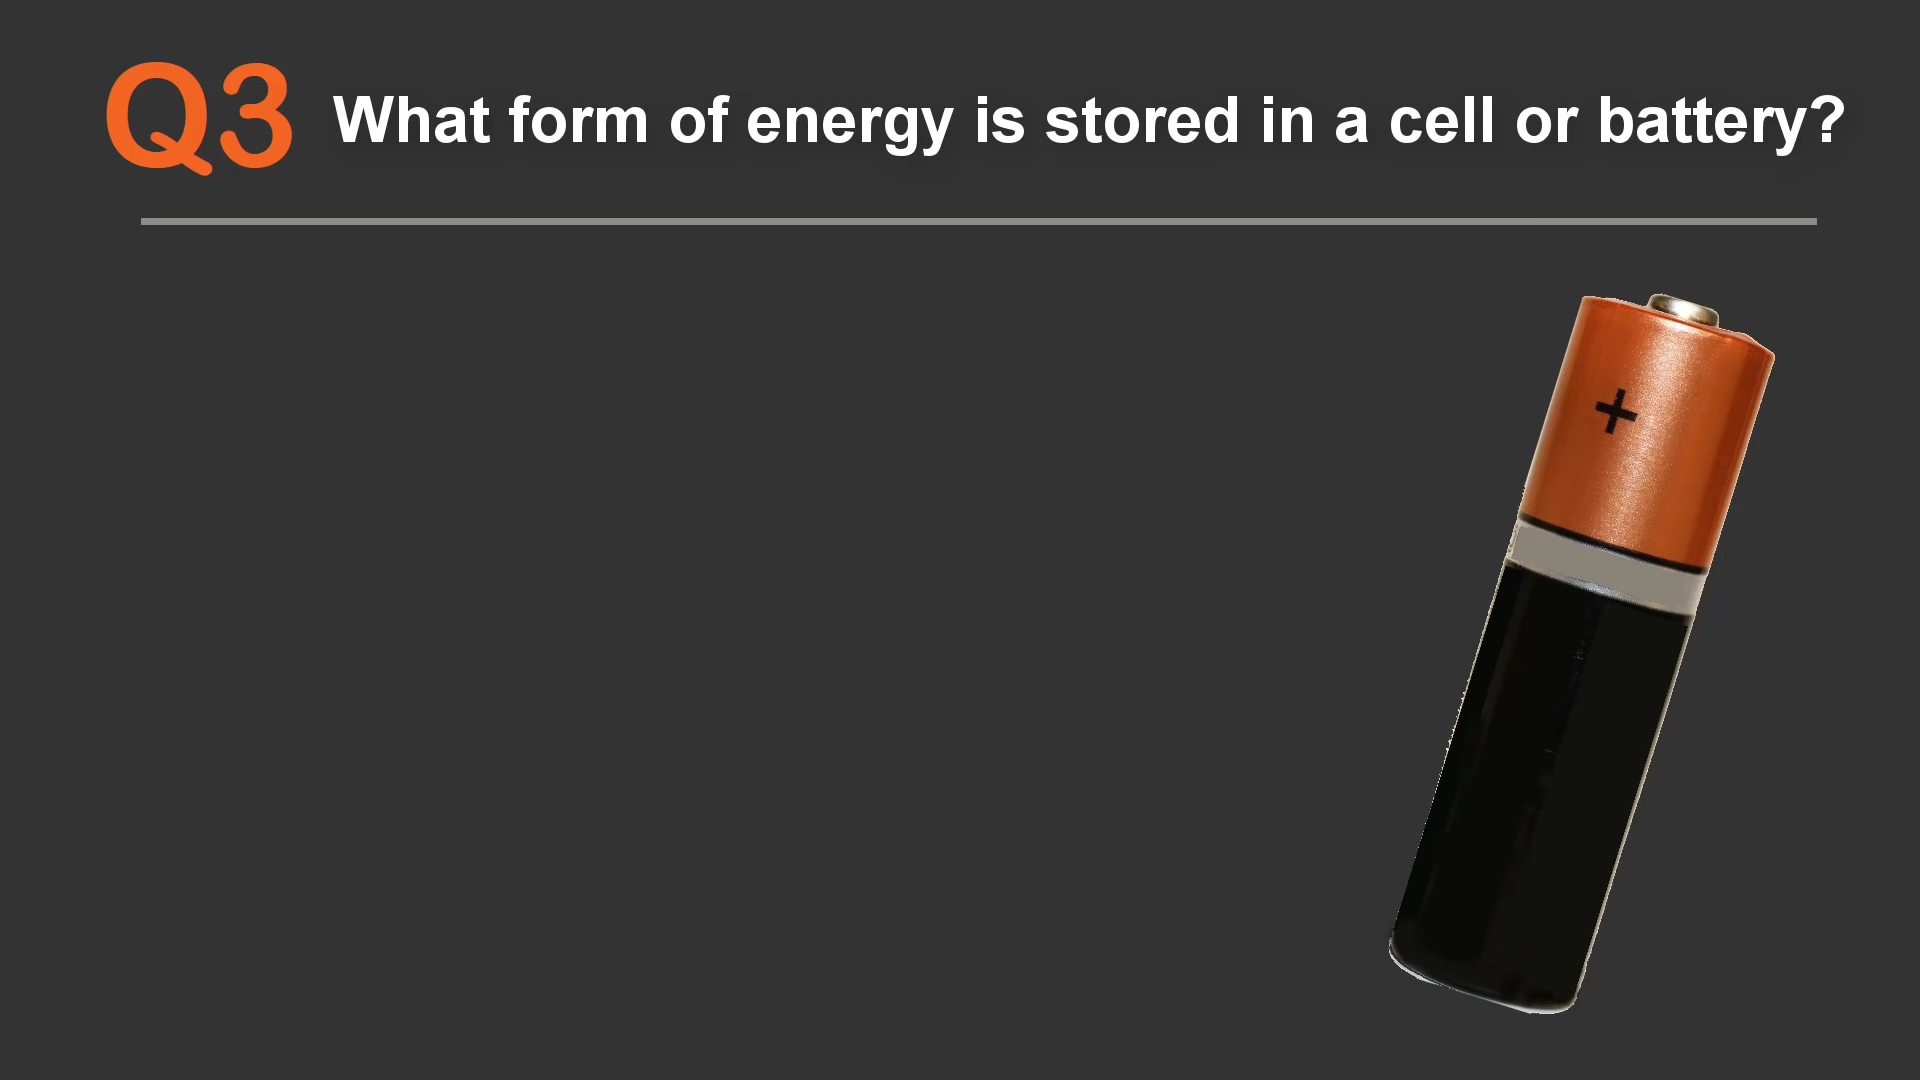 Q3 What form of energy is stored in a cell or battery?
+